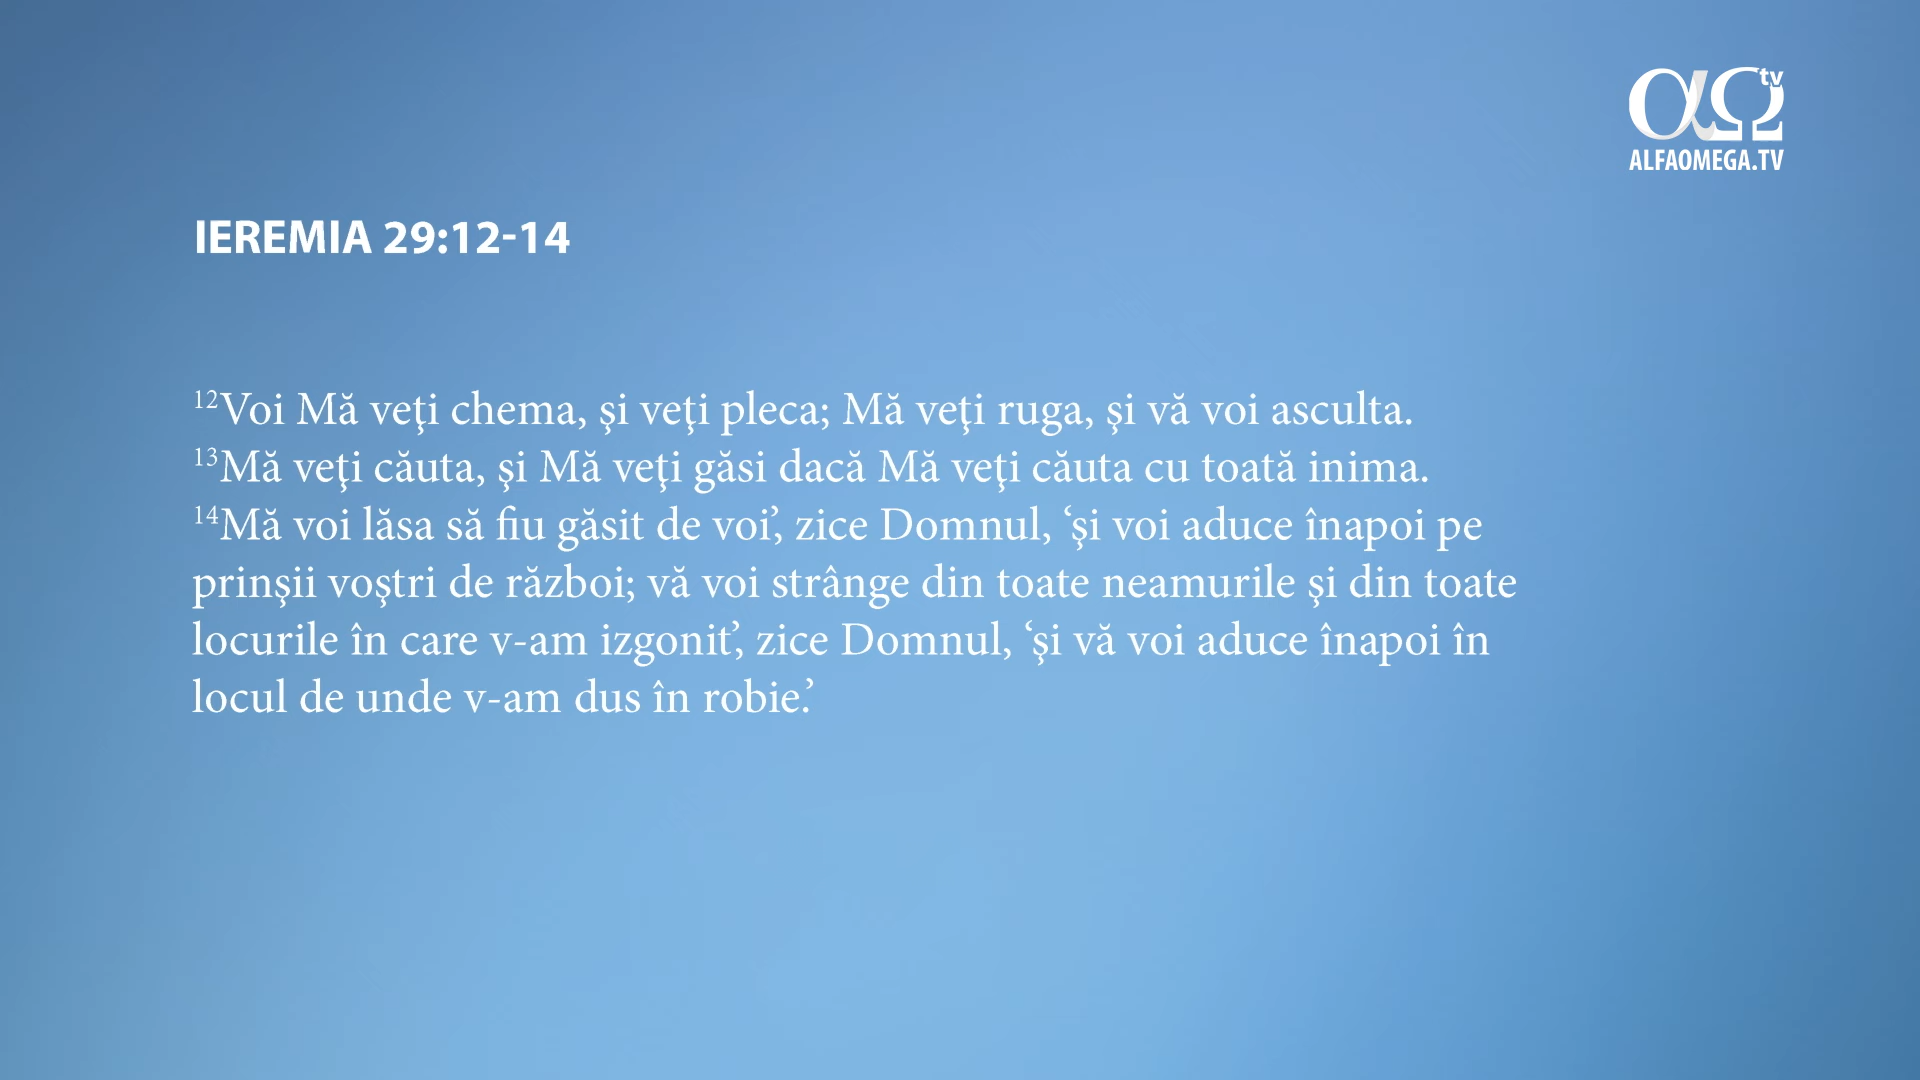 tv
αΩ
ALFAOMEGA.TV
IEREMIA 29:12-14
¹²Voi Mă veţi chema, şi veţi pleca; Mă veţi ruga, şi vă voi asculta.
¹³Mă veţi căuta, şi Mă veţi găsi dacă Mă veţi căuta cu toată inima.
¹⁴Mă voi lăsa să fiu găsit de voi’, zice Domnul, ‘şi voi aduce înapoi pe
prinşii voştri de război; vă voi strânge din toate neamurile şi din toate
locurile în care v-am izgonit’, zice Domnul, ‘şi vă voi aduce înapoi în
locul de unde v-am dus în robie.’